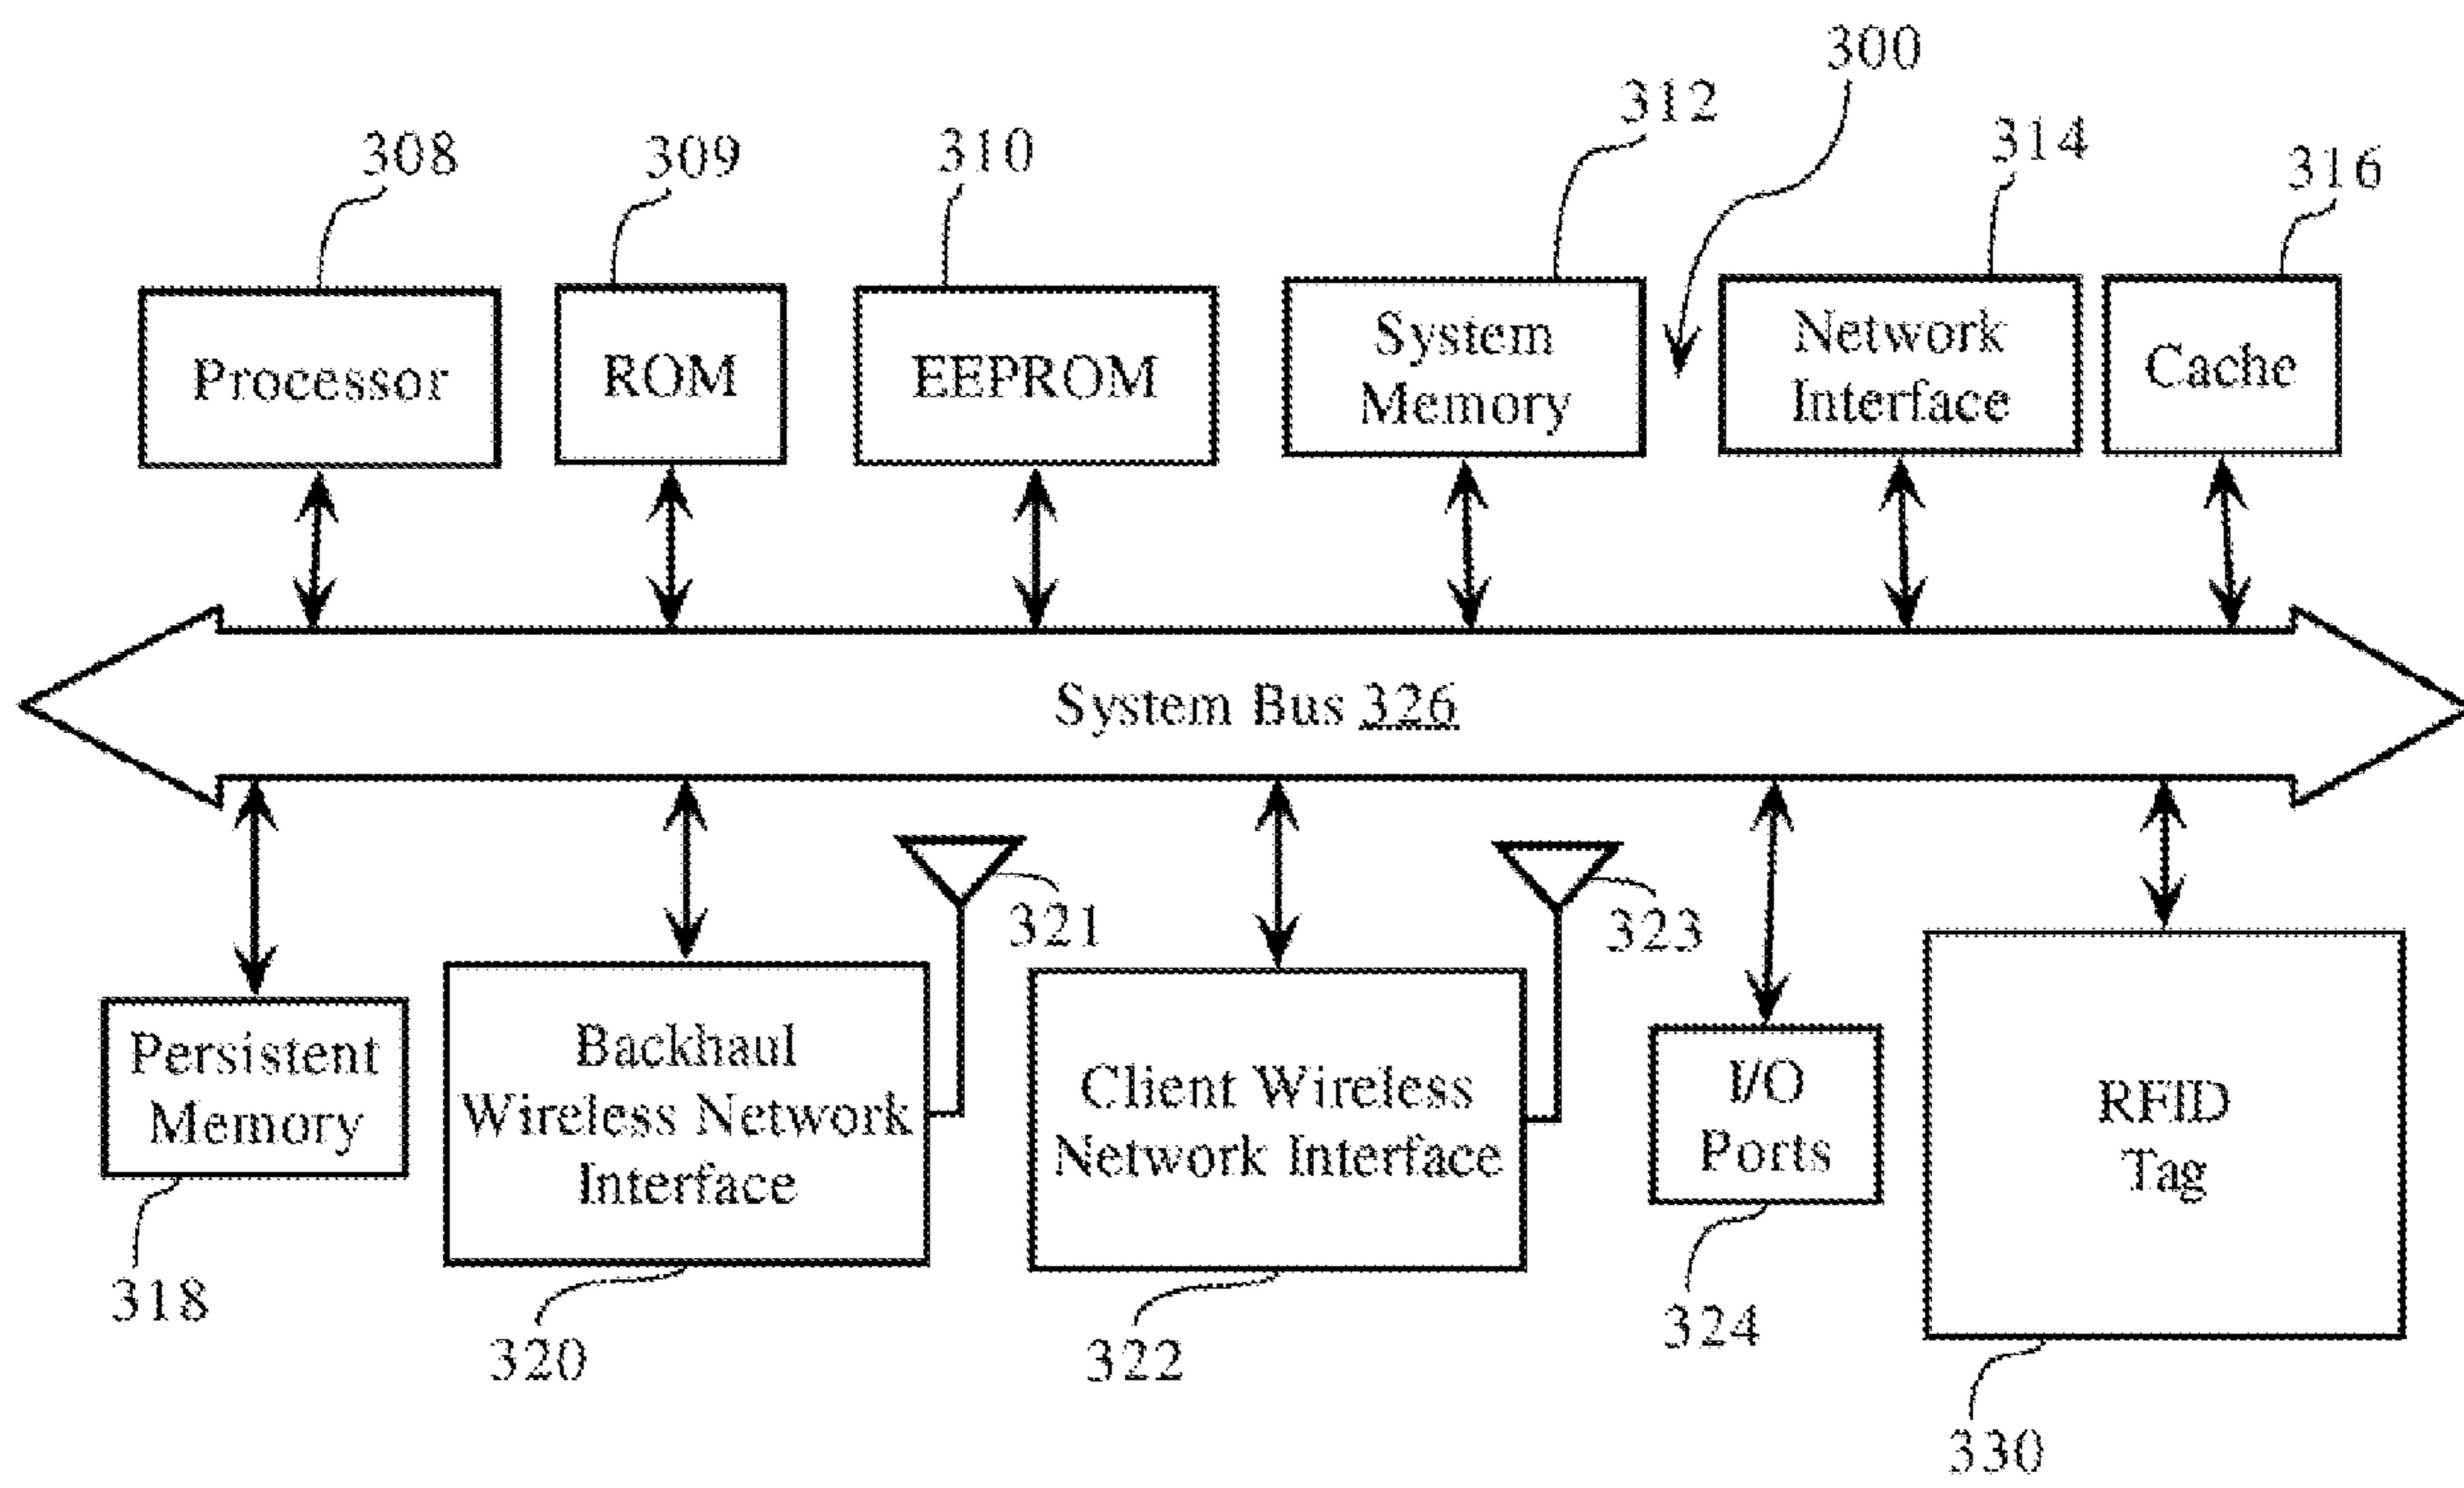 300
312
308
309
310
314
316
Processor
ROM
EEPROM
System
Memory
Network
Interface
Cache
System Bus 326
321
323
Persistent
Memory
Backhaul
Wireless Network
Interface
Client Wireless
Network Interface
I/O
Ports
RFID
Tag
318
320
322
324
330